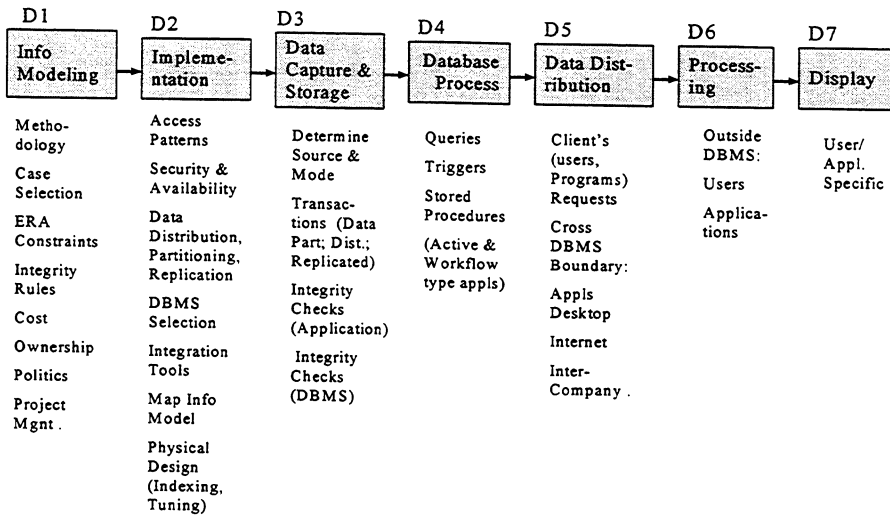 D1
Info
Modeling
Metho-
dology
Case
Selection
ERA
Constraints
Integrity
Rules
Cost
Ownership
Politics
Project
Mgnt .
D2
Impleme-
ntation
Access
Patterns
Security &
Availability
Data
Distribution,
Partitioning,
Replication
DBMS
Selection
Integration
Tools
Map Info
Model
Physical
Design
(Indexing,
Tuning)
D3
Data
Capture &
Storage
Determine
Source &
Mode
Transac-
tions (Data
Part; Dist.;
Replicated)
Integrity
Checks
(Application)
Integrity
Checks
(DBMS)
D4
Database
Process
Queries
Triggers
Stored
Procedures
(Active &
Workflow
type appls)
D5
Data Dist-
ribution
Client's
(users,
Programs)
Requests
Cross
DBMS
Boundary:
Appls
Desktop
Internet
Inter-
Company .
D6
Process-
ing
Outside
DBMS:
Users
Applica-
tions
D7
Display
User/
Appl.
Specific